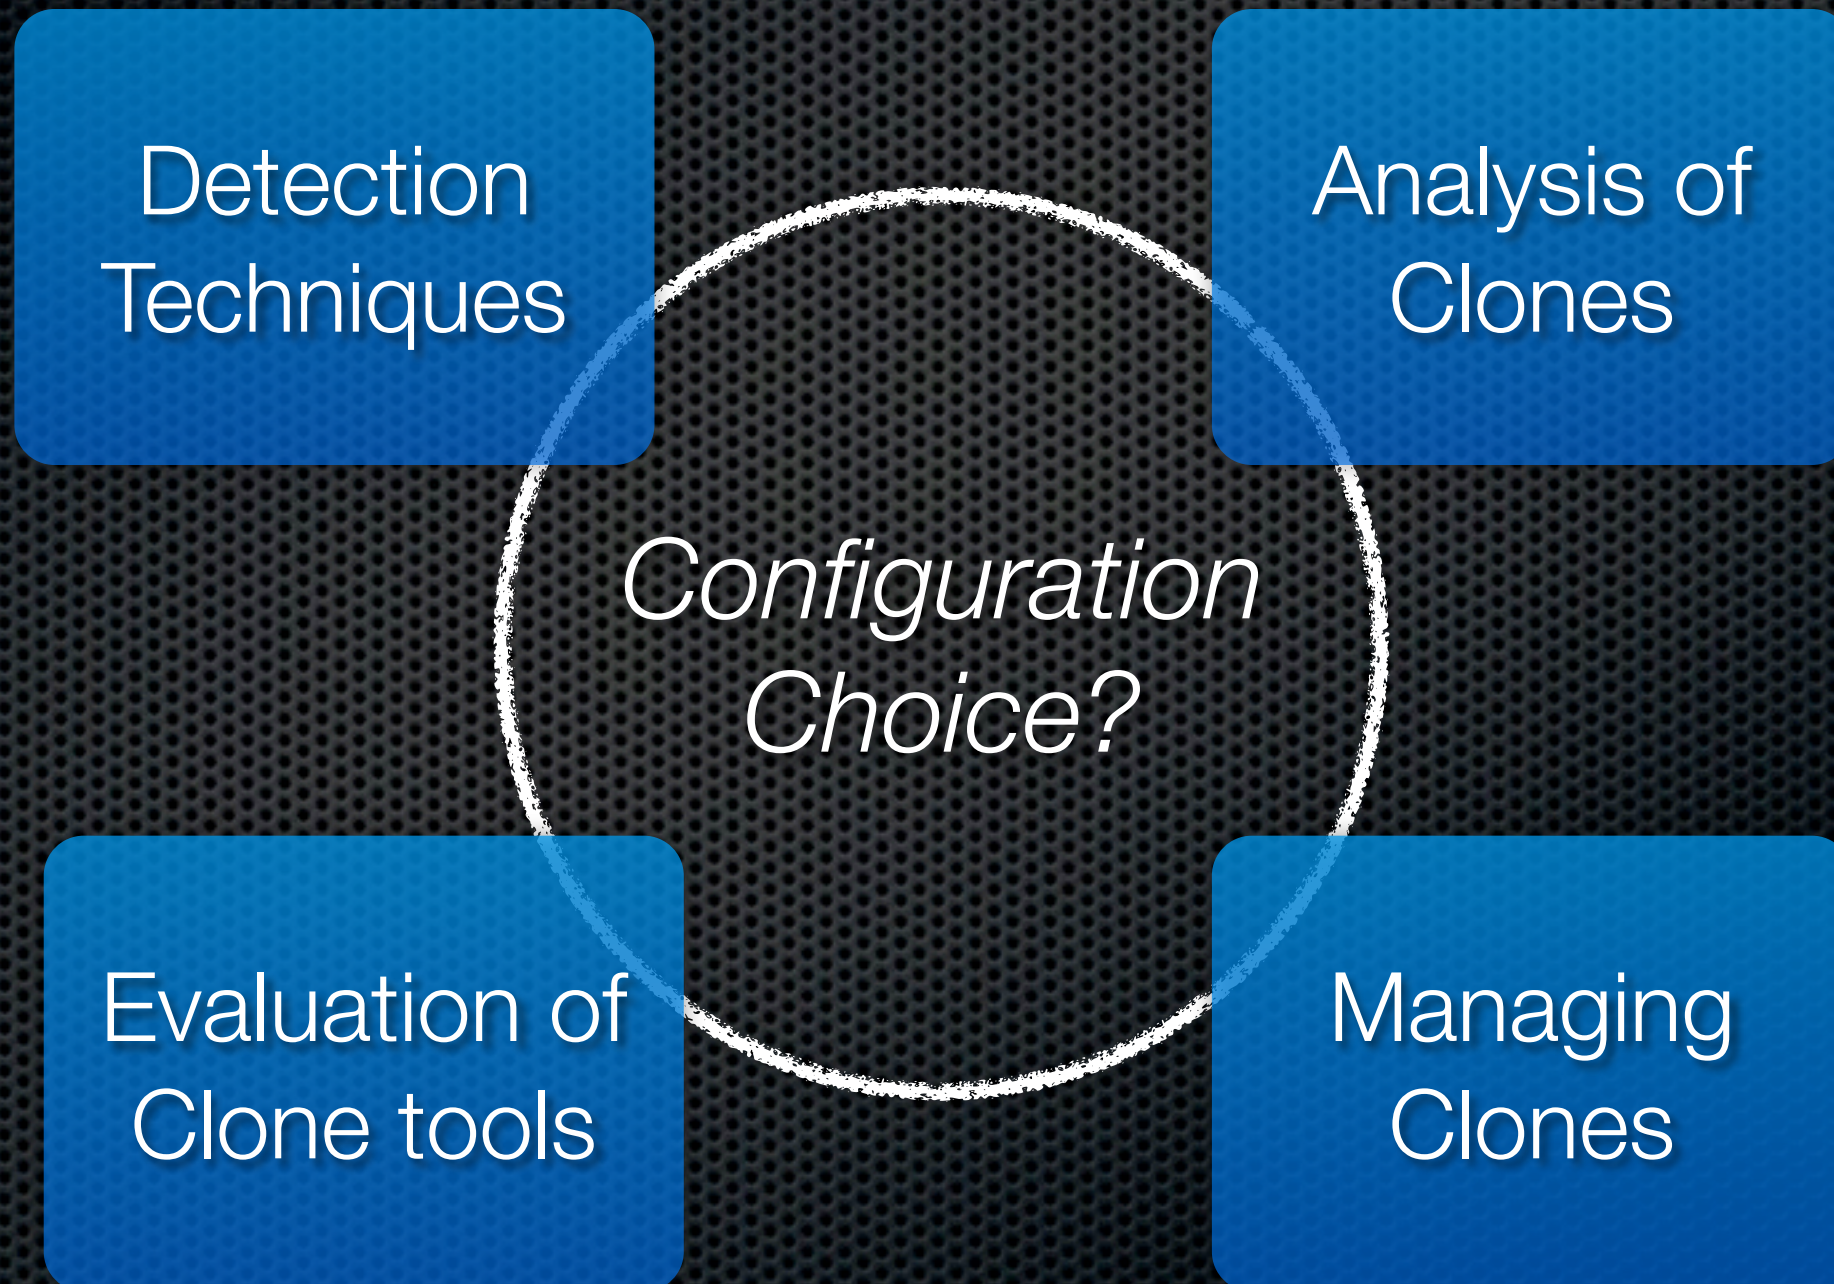 Detection
Techniques
Analysis of
Clones
Configuration
Choice?
Evaluation of
Clone tools
Managing
Clones